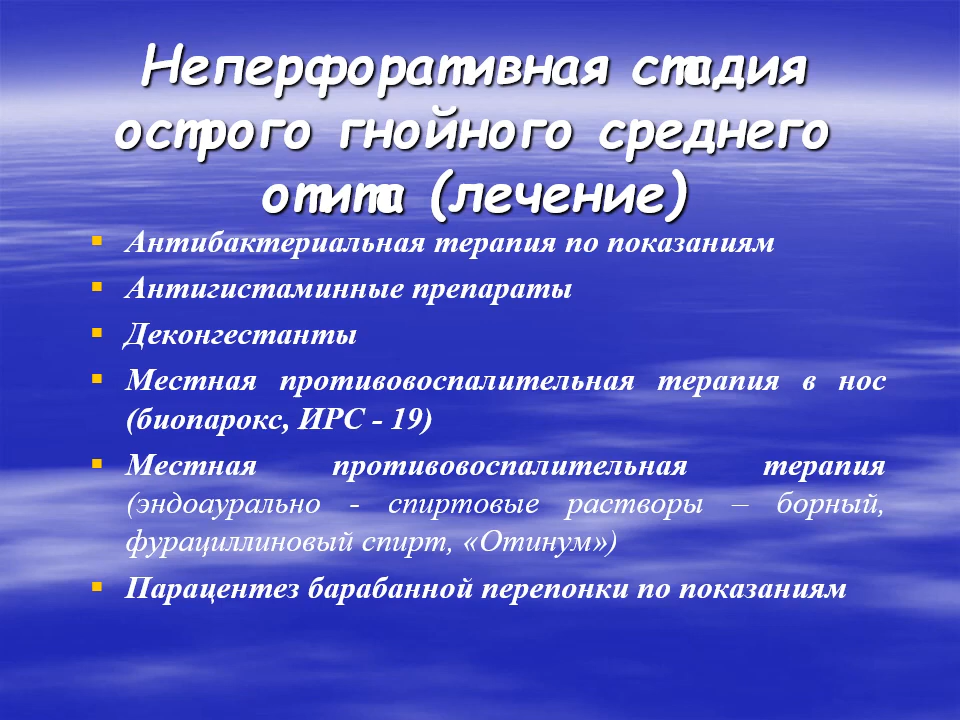 Неперфоративная стадия
острого гнойного среднего
отита (лечение)
Антибактериальная терапия по показаниям
Антигистаминные препараты
Деконгестанты
Местная противовоспалительная терапия в нос
(биопарокс, ИРС - 19)
Местная противовоспалительная терапия
(эндоаурально - спиртовые растворы – борный,
фурациллиновый спирт, «Отинум»)
Парацентез барабанной перепонки по показаниям